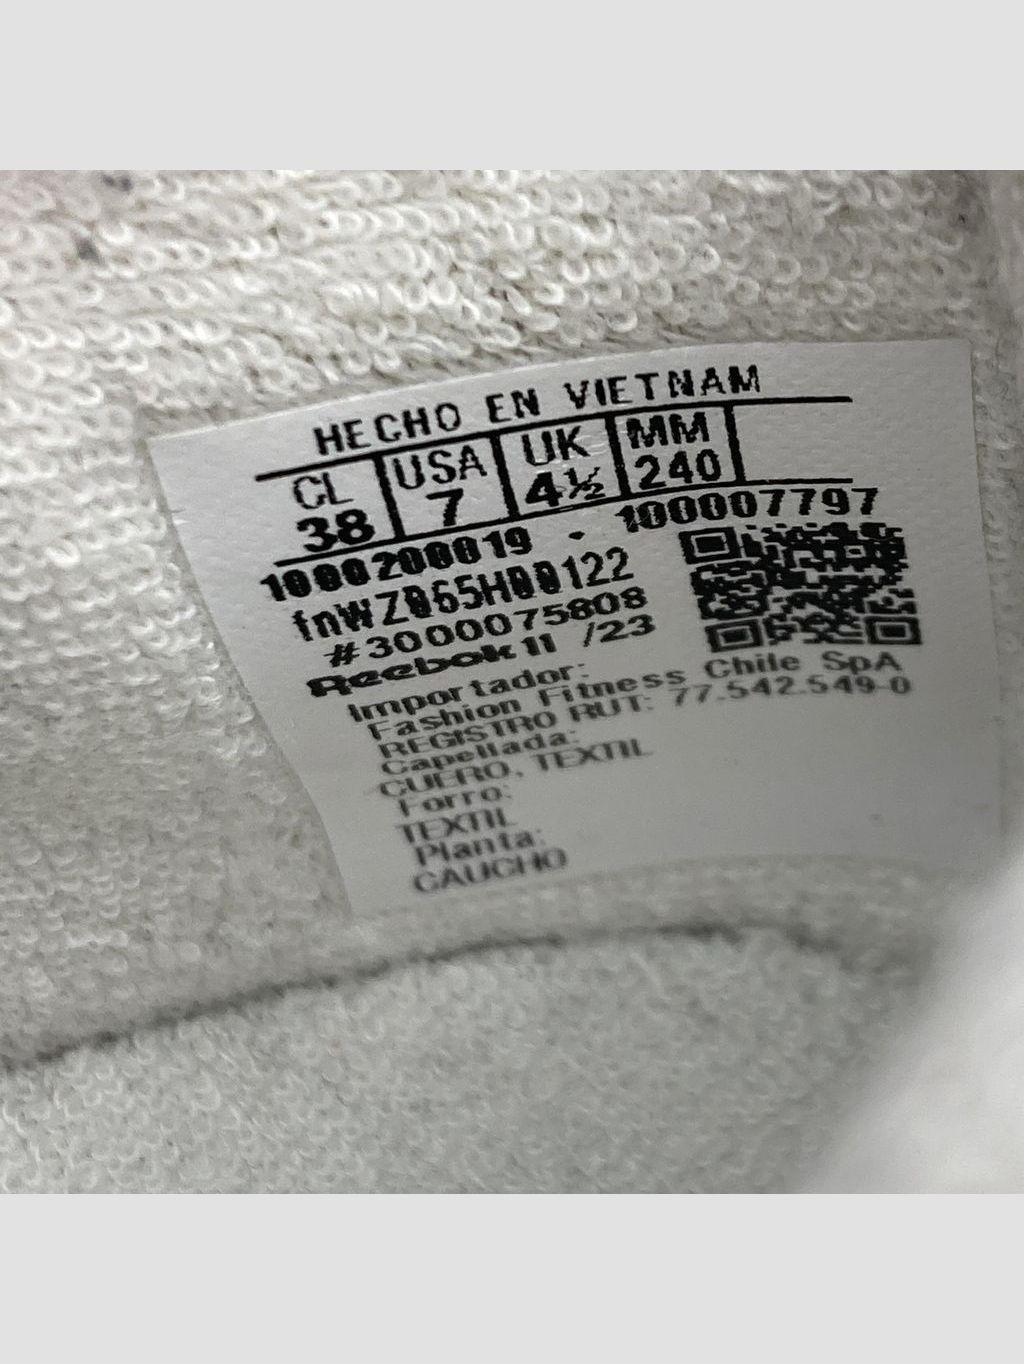 HECHO EN VIETNAM
CL USA UK MM
38 7 4½ 240
1000200019 . 100007797
#3000075808
Reebok 11 /23
Importador:
Fashion Fitness Chile SpA
REGISTRO RUT: 77.542.549-0
Capellada:
CUERO, TEXTIL
Forro:
TEXTIL
Planta:
CAUCHO